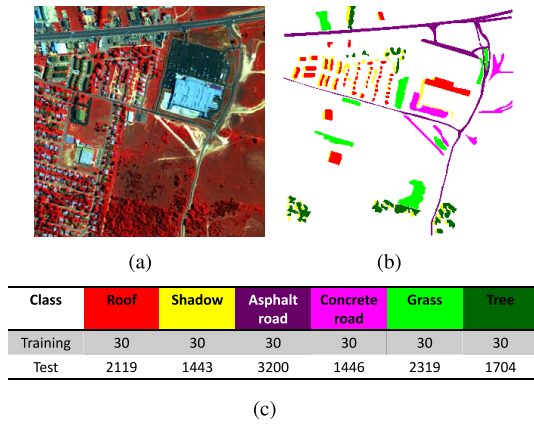 (a) (b)
Class Roof Shadow Asphalt road Concrete road Grass Tree
Training 30 30 30 30 30 30
Test 2119 1443 3200 1446 2319 1704
(c)